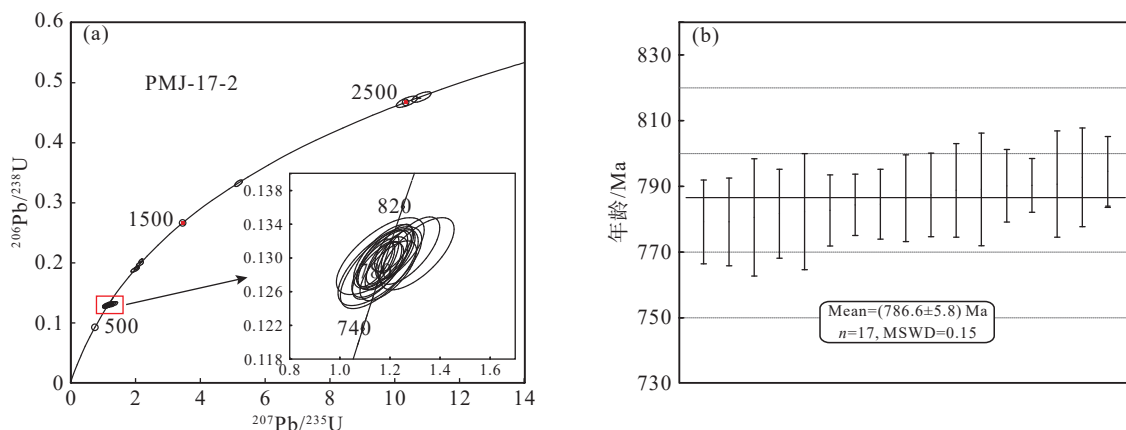 (a)
PMJ-17-2
0.6
0.5
0.4
0.3
0.2
0.1
0
²⁰⁶Pb/²³⁸U
2500
1500
500
0.138
0.134
0.130
0.126
0.122
0.118
820
740
0.8 1.0 1.2 1.4 1.6
0 2 4 6 8 10 12 14
²⁰⁷Pb/²³⁵U
(b)
830
810
790
770
750
730
年龄/Ma
Mean=(786.6±5.8) Ma
n=17, MSWD=0.15